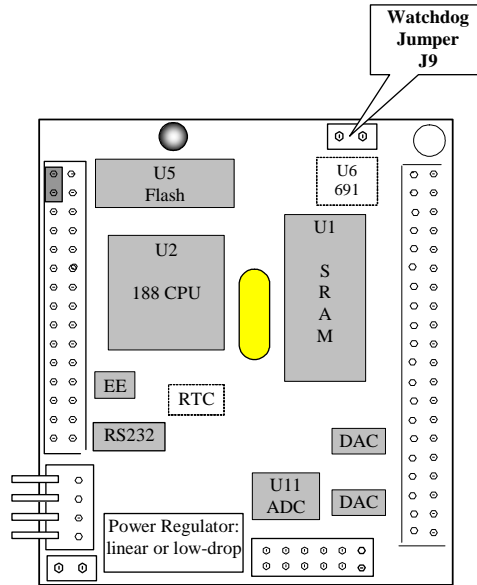 Watchdog
Jumper
J9
U5
Flash
U6
691
U1
S
R
A
M
U2
188 CPU
EE
RTC
RS232
DAC
U11
ADC
DAC
Power Regulator:
linear or low-drop